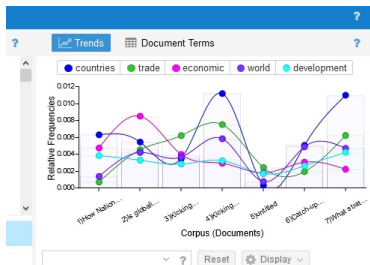 ?
?
Trends
Document Terms
?
countries
trade
economic
world
development
Relative Frequencies
0.012
0.010
0.008
0.006
0.004
0.002
0.000
1)How Nation...
2)Is globali...
3)Kicking...
4)Kicking...
5)untitled
6)Catch-up...
7)What strat...
Corpus (Documents)
?
Reset
Display